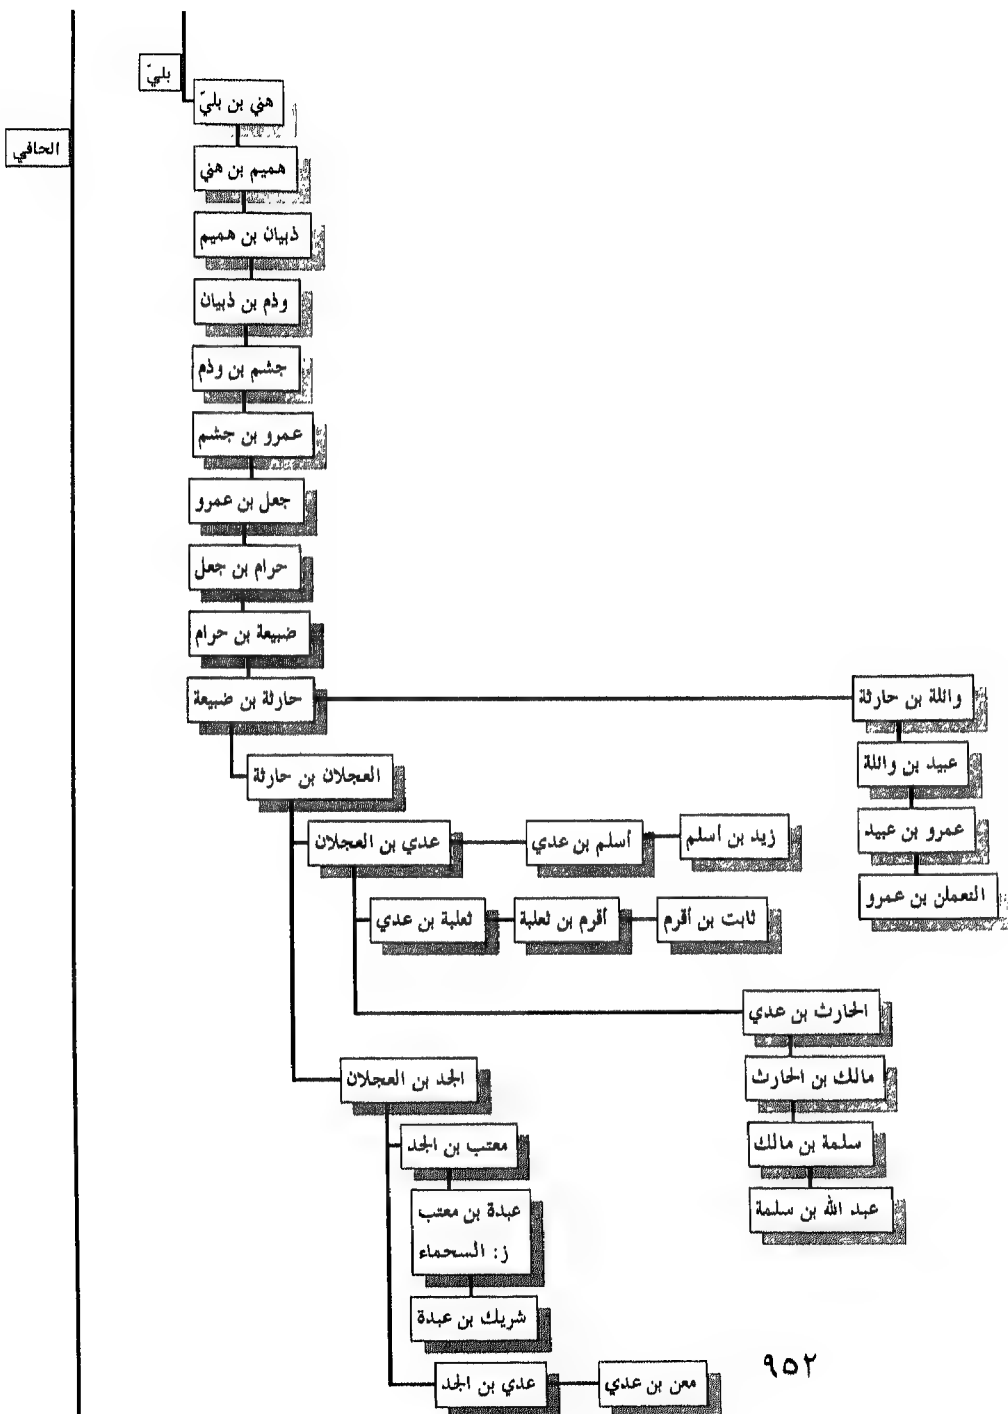 بليّ
هني بن بليّ
الحافي
هميم بن هني
ذبيان بن هميم
وذم بن ذبيان
جشم بن وذم
عمرو بن جشم
جعل بن عمرو
حرام بن جعل
ضبيعة بن حرام
حارثة بن ضبيعة
واللة بن حارثة
العجلان بن حارثة
عبيد بن واللة
عدي بن العجلان
أسلم بن عدي
زيد بن أسلم
عمرو بن عبيد
النعملن بن عمرو
ثعلبة بن عدي
أقرم بن ثعلبة
ثابت بن أقرم
الحارث بن عدي
الجد بن العجلان
مالك بن الحارث
معتب بن الجد
سلمة بن مالك
عبدة بن معتب
ز: السحماء
عبد الله بن سلمة
شريك بن عبدة
عدي بن الجد
معن بن عدي
٩٥٢